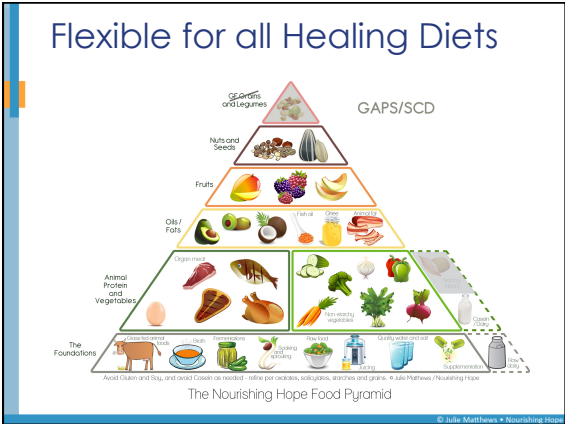 Flexible for all Healing Diets
GF Grains
and Legumes
GAPS/SCD
Nuts and
Seeds
Fruits
Oils /
Fats
Fish oil
Ghee
Animal fat
Animal
Protein
and
Vegetables
Organ meat
Non-starchy
vegetables
Casein
/Dairy
The
Foundations
Grass fed animal
foods
Broth
Fermentations
Soaking
and
sprouting
Raw food
Juicing
Quality water and salt
Supplementation
Raw
dairy
Avoid Gluten and Soy, and avoid Casein as needed - refine per oxalates, salicylates, starches and grains. © Julie Matthews / Nourishing Hope
The Nourishing Hope Food Pyramid
© Julie Matthews • Nourishing Hope